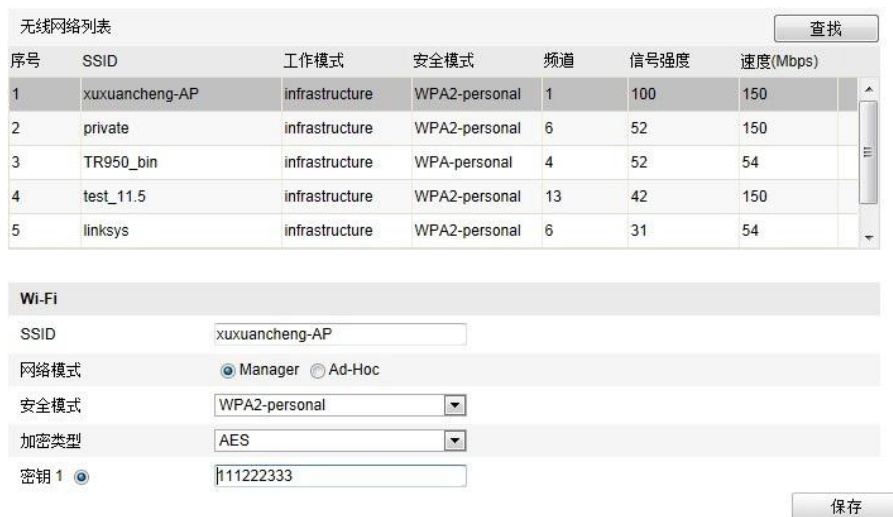 无线网络列表 查找
序号 SSID 工作模式 安全模式 频道 信号强度 速度(Mbps)
1 xuxuancheng-AP infrastructure WPA2-personal 1 100 150
2 private infrastructure WPA2-personal 6 52 150
3 TR950_bin infrastructure WPA-personal 4 52 54
4 test_11.5 infrastructure WPA2-personal 13 42 150
5 linksys infrastructure WPA2-personal 6 31 54
Wi-Fi
SSID xuxuancheng-AP
网络模式 Manager Ad-Hoc
安全模式 WPA2-personal
加密类型 AES
密钥 1 111222333
保存